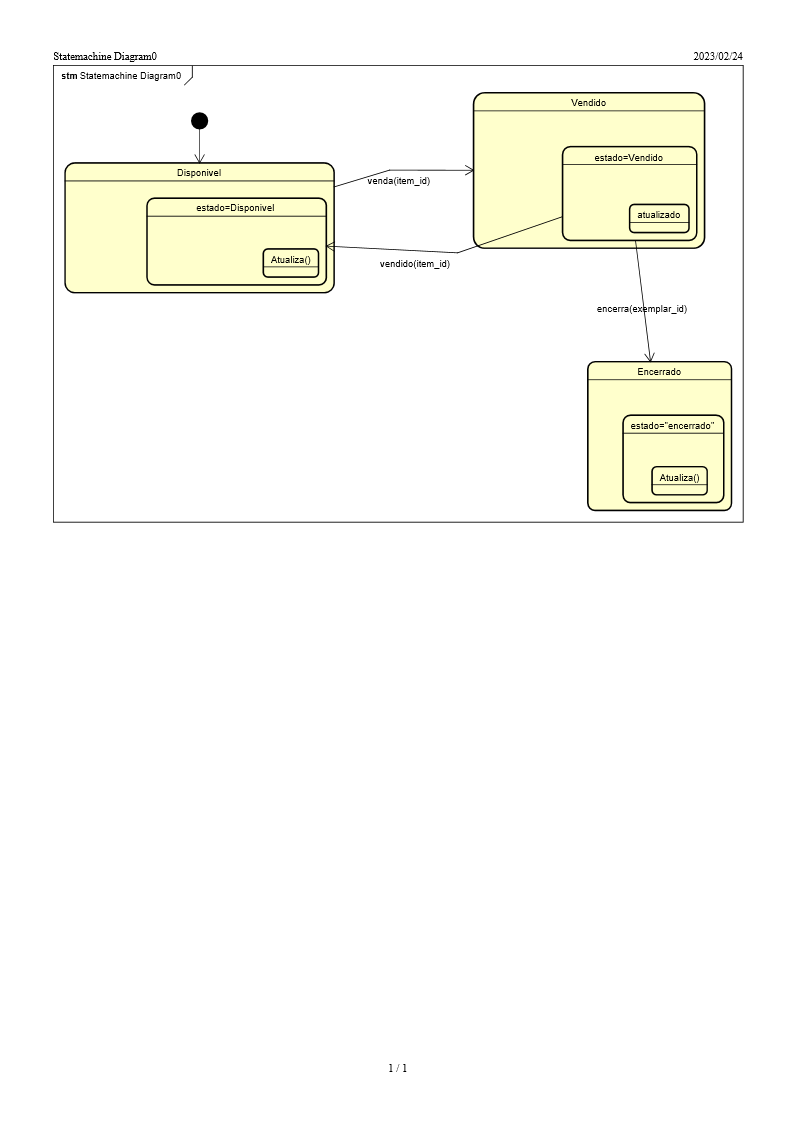 Statemachine Diagram0
2023/02/24
stm Statemachine Diagram0
Vendido
estado=Vendido
atualizado
Disponivel
estado=Disponivel
Atualiza()
venda(item_id)
vendido(item_id)
encerra(exemplar_id)
Encerrado
estado="encerrado"
Atualiza()
1 / 1